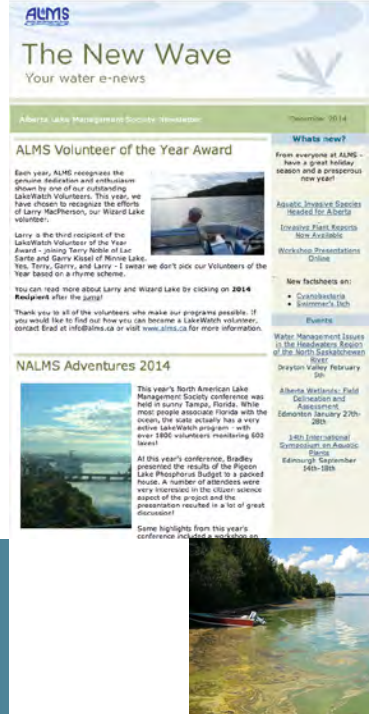 ALMS
The New Wave
Your water e-news
Alberta Lake Management Society Newsletter
December 2014
ALMS Volunteer of the Year Award
Each year, ALMS recognizes the
genuine dedication and enthusiasm
shown by one of our outstanding
LakeWatch Volunteers. This year, we
have chosen to recognize the efforts
of Larry MacPherson, our Wizard Lake
volunteer.
Larry is the third recipient of the
LakeWatch Volunteer of the Year
Award - joining Terry Noble of Lac
Sante and Garry Kissel of Minnie Lake.
Yes, Terry, Garry, and Larry - I swear we don't pick our Volunteers of the
Year based on a rhyme scheme.
You can read more about Larry and Wizard Lake by clicking on 2014
Recipient after the jump!
Thank you to all of the volunteers who make our programs possible. If
you would like to find out how you can become a LakeWatch volunteer,
contact Brad at info@alms.ca or visit www.alms.ca for more information.
NALMS Adventures 2014
This year's North American Lake
Management Society conference was
held in sunny Tampa, Florida. While
most people associate Florida with the
ocean, the state actually has a very
active LakeWatch program - with
over 1800 volunteers monitoring 600
lakes!
At this year's conference, Bradley
presented the results of the Pigeon
Lake Phosphorus Budget to a packed
house. A number of attendees were
very interested in the citizen science
aspect of the project and the
presentation resulted in a lot of great
discussion!
Some highlights from this year's
conference included a workshop on
Whats new?
From everyone at ALMS -
have a great holiday
season and a prosperous
new year!
Aquatic Invasive Species
Headed for Alberta
Invasive Plant Reports
Now Available
Workshop Presentations
Online
New factsheets on:
• Cyanobacteria
• Swimmer's Itch
Events
Water Management Issues
in the Headwaters Region
of the North Saskatchewan
River
Drayton Valley February
5th
Alberta Wetlands: Field
Delineation and
Assessment
Edmonton January 27th-
28th
14th International
Symposium on Aquatic
Plants
Edinburgh September
14th-18th